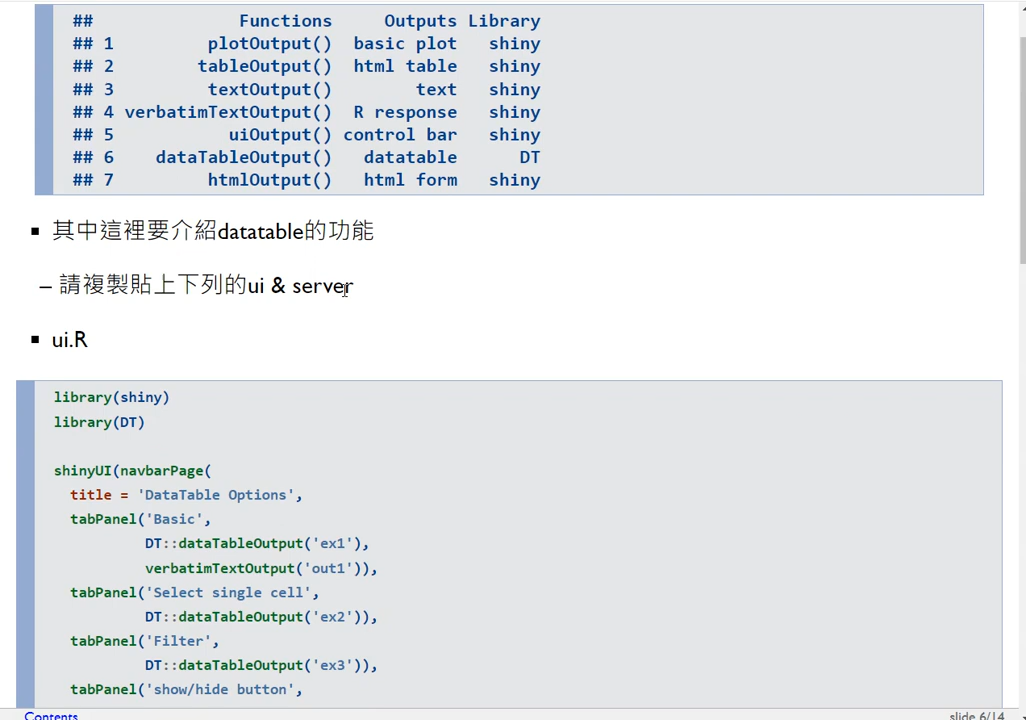 ##              Functions     Outputs Library
## 1         plotOutput()  basic plot   shiny
## 2        tableOutput()  html table   shiny
## 3         textOutput()        text   shiny
## 4 verbatimTextOutput()  R response   shiny
## 5           uiOutput() control bar   shiny
## 6    dataTableOutput()   datatable      DT
## 7         htmlOutput()   html form   shiny
▪ 其中這裡要介紹datatable的功能
– 請複製貼上下列的ui & server
▪ ui.R
library(shiny)
library(DT)
shinyUI(navbarPage(
title = 'DataTable Options',
tabPanel('Basic',
DT::dataTableOutput('ex1'),
verbatimTextOutput('out1')),
tabPanel('Select single cell',
DT::dataTableOutput('ex2')),
tabPanel('Filter',
DT::dataTableOutput('ex3')),
tabPanel('show/hide button',
Contents
slide 6/14